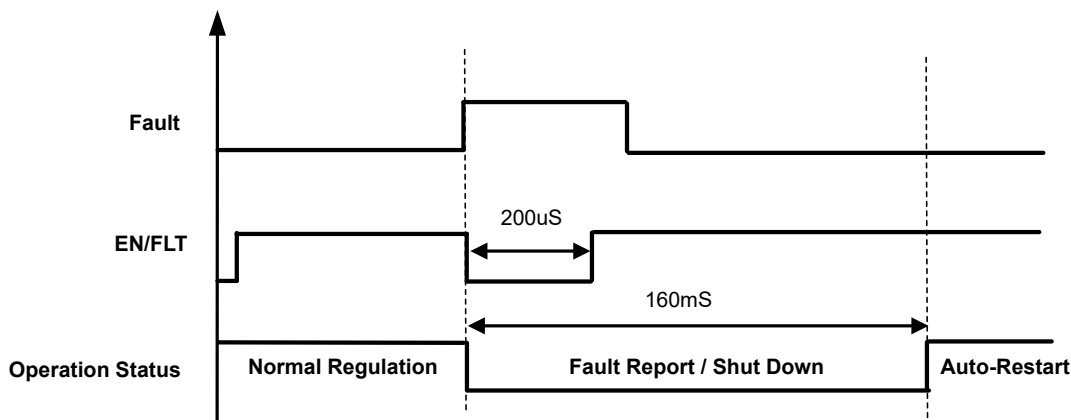 Fault
200uS
EN/FLT
160mS
Operation Status
Normal Regulation
Fault Report / Shut Down
Auto-Restart